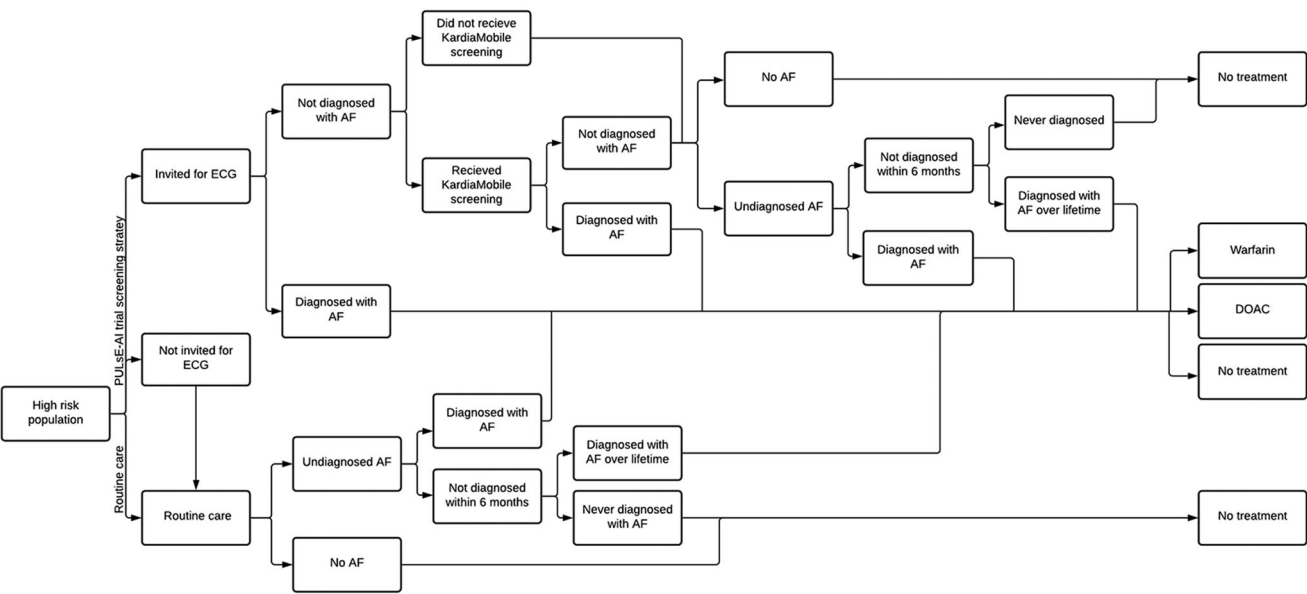 Did not recieve
KardiaMobile
screening
No AF
No treatment
Not diagnosed
with AF
Never diagnosed
Not diagnosed
with AF
Not diagnosed
within 6 months
Invited for ECG
Recieved
KardiaMobile
screening
Undiagnosed AF
Diagnosed with
AF over lifetime
Diagnosed with
AF
Diagnosed with
AF
Warfarin
PULsE-AI trial screening stratey
Diagnosed with
AF
DOAC
Not invited for
ECG
No treatment
High risk
population
Diagnosed with
AF
Routine care
Undiagnosed AF
Diagnosed with
AF over lifetime
Not diagnosed
within 6 months
Routine care
Never diagnosed
with AF
No treatment
No AF